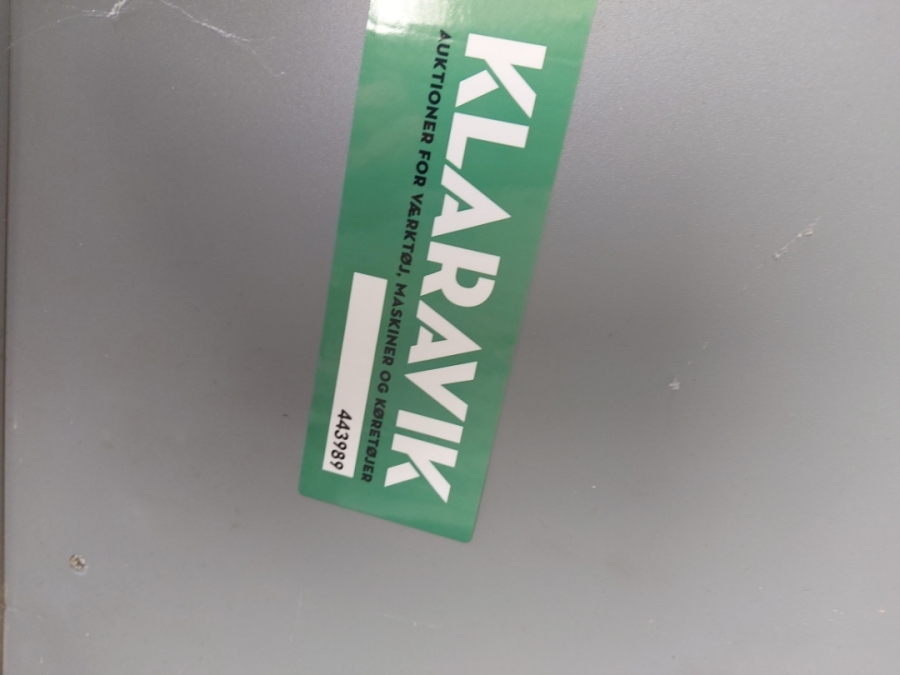 KLARAVIK
AUKTIONER FOR VÆRKTØJ, MASKINER OG KØRETØJER
443989